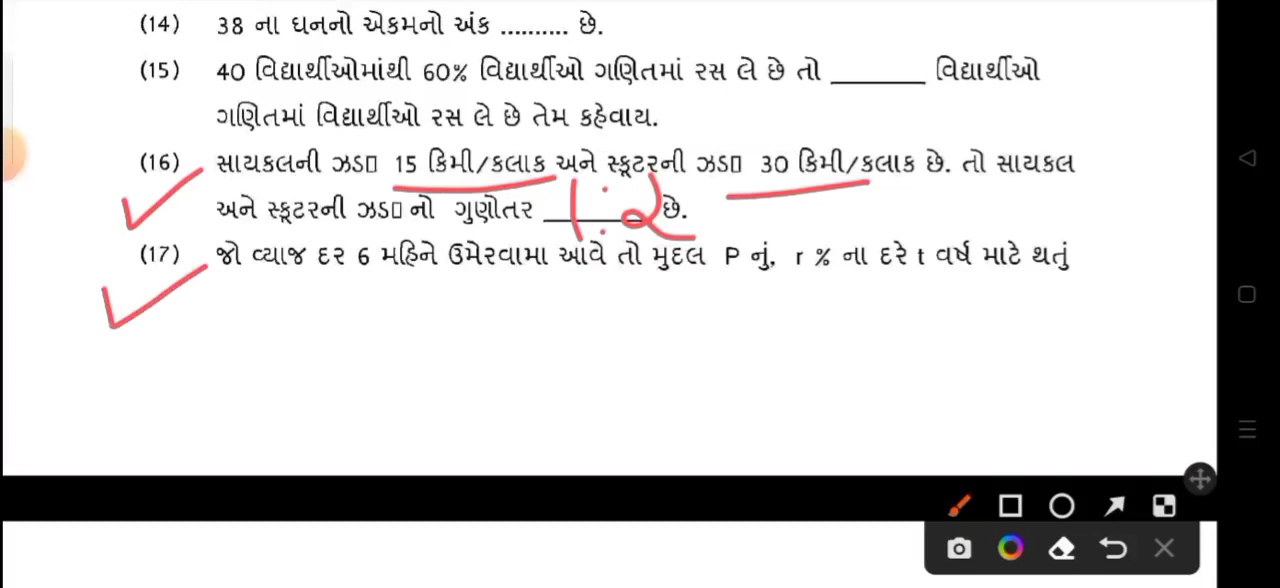 (14) 38 ના ઘનનો એકમનો અંક .......... છે.
(15) 40 વિદ્યાર્થીઓમાંથી 60% વિદ્યાર્થીઓ ગણિતમાં રસ લે છે તો _______ વિદ્યાર્થીઓ
ગણિતમાં વિદ્યાર્થીઓ રસ લે છે તેમ કહેવાય.
(16) સાયકલની ઝડ▯ 15 કિમી/કલાક અને સ્કૂટરની ઝડ▯ 30 કિમી/કલાક છે. તો સાયકલ
અને સ્કૂટરની ઝડ▯ નો ગુણોતર ________ છે.
1:2
(17) જો વ્યાજ દર 6 મહિને ઉમેરવામા આવે તો મુદલ P નું, r % ના દરે t વર્ષ માટે થતું